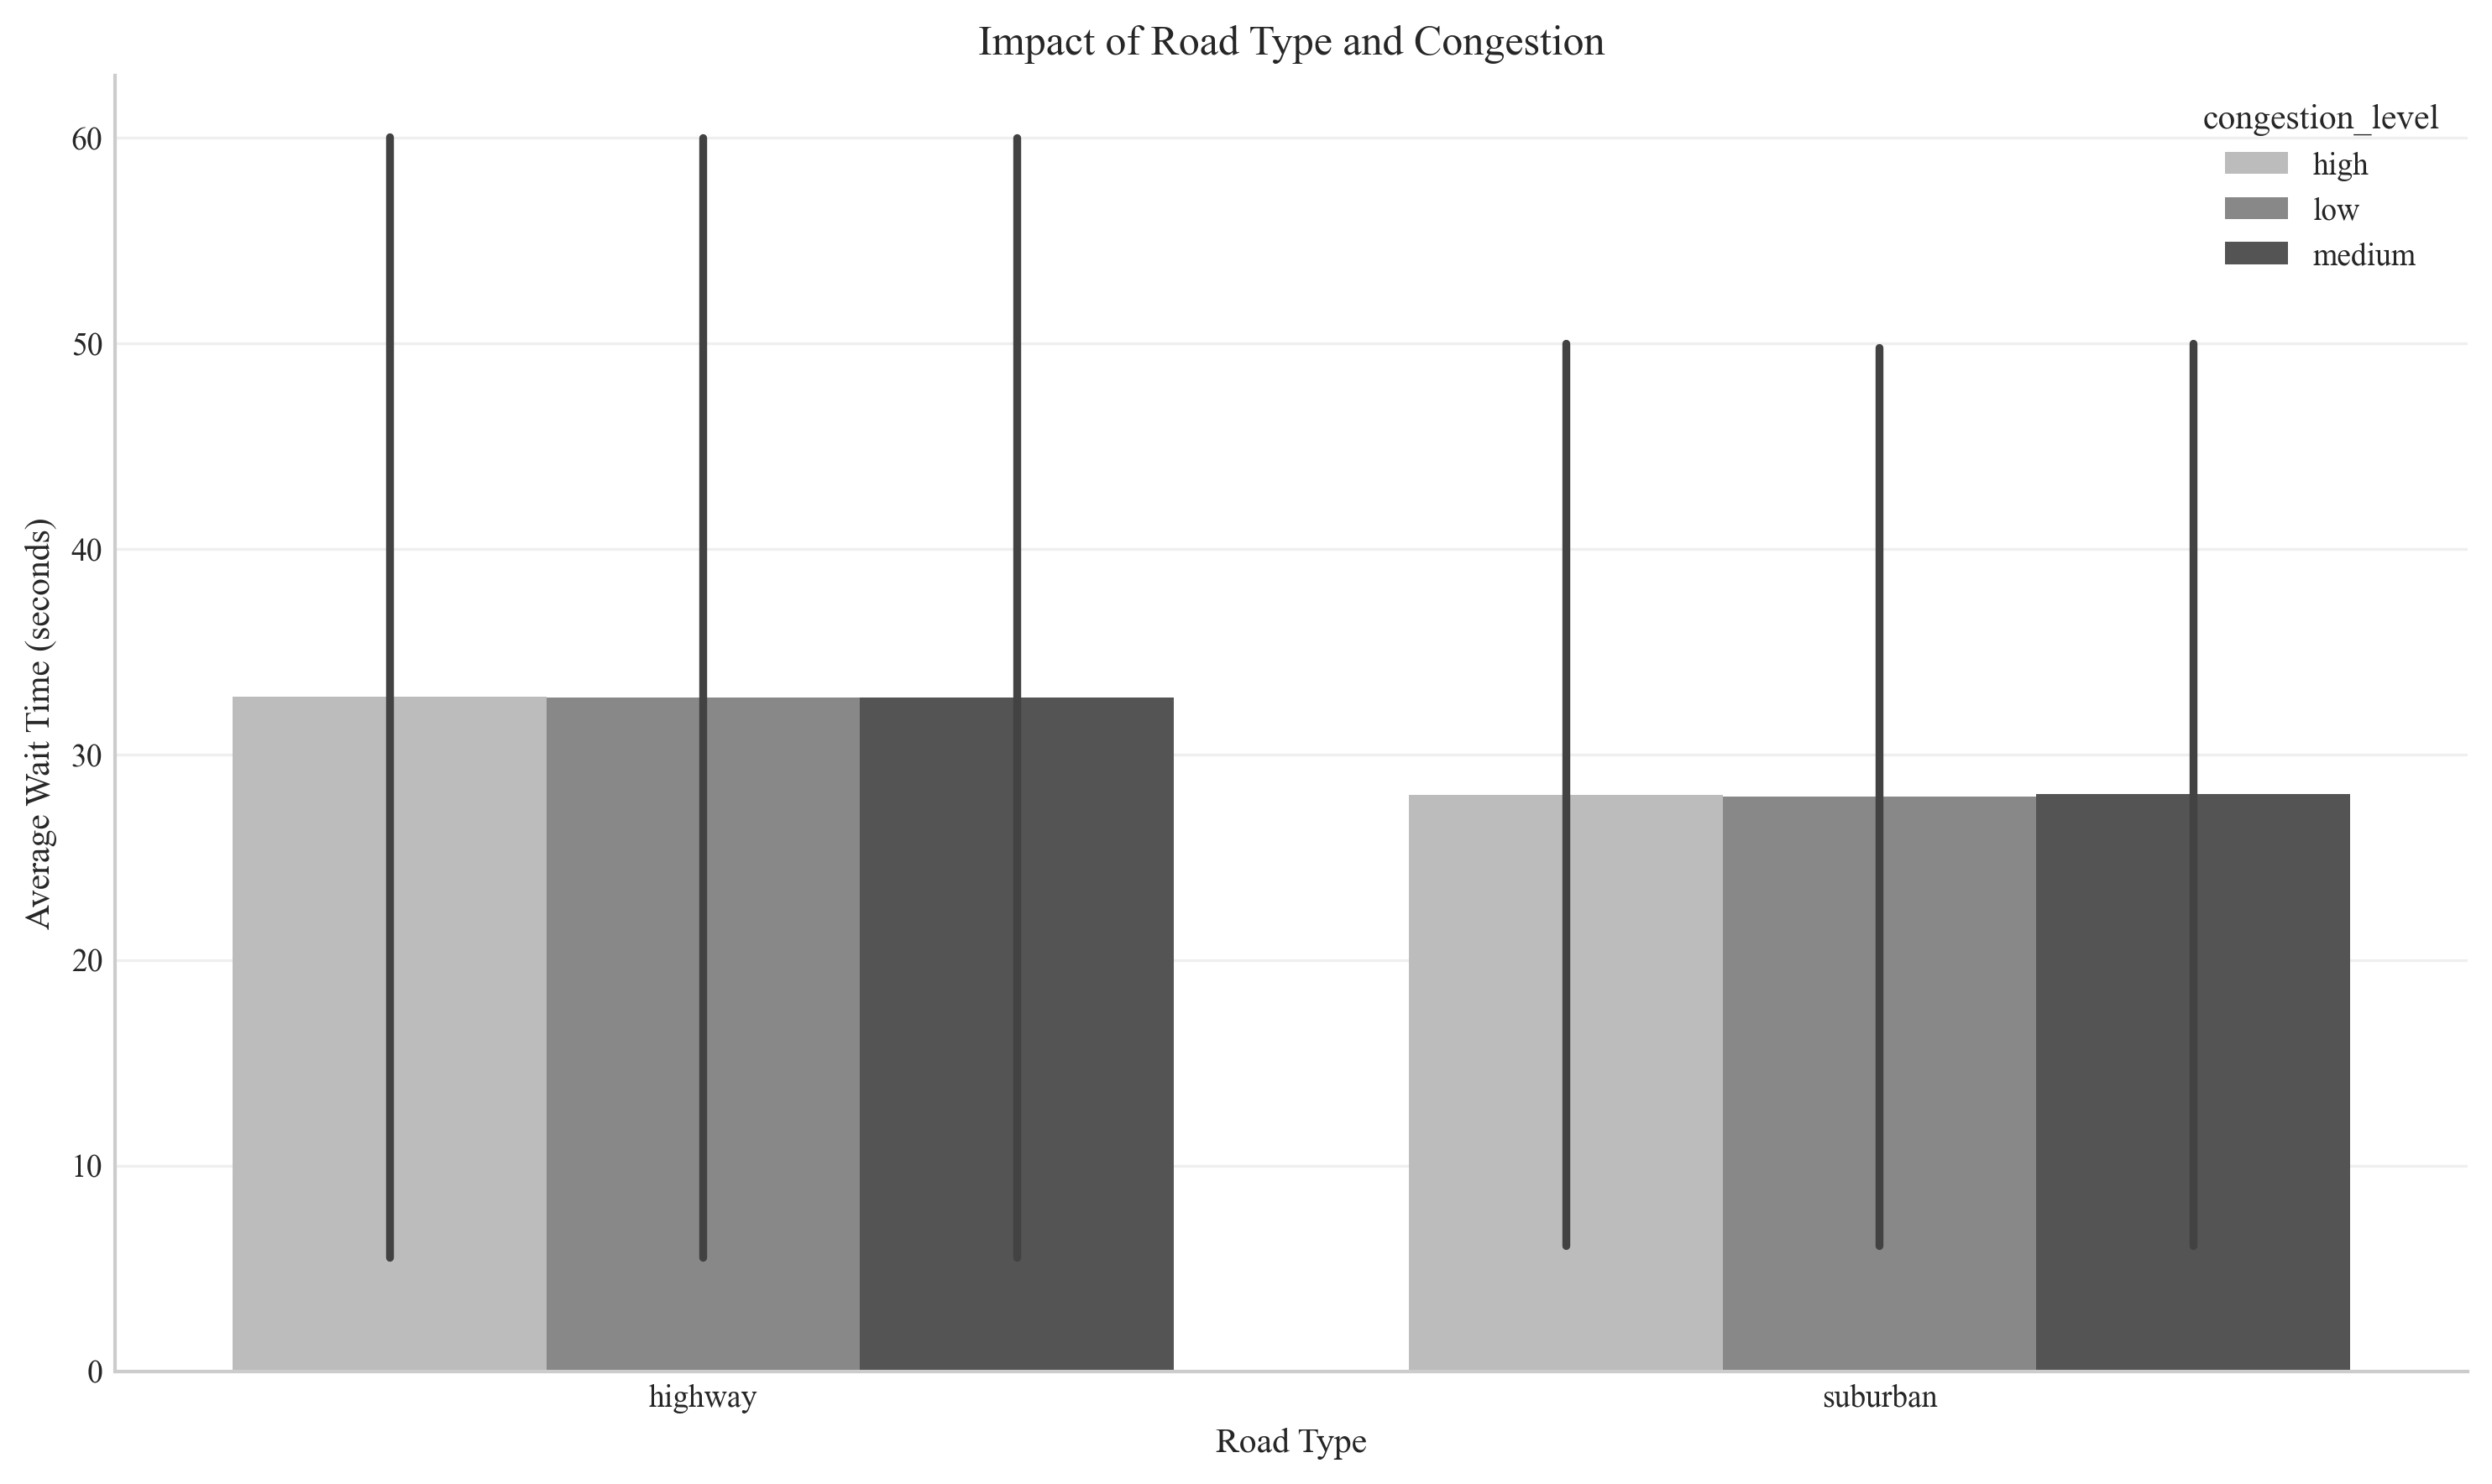 Impact of Road Type and Congestion
congestion_level
high
low
medium
Average Wait Time (seconds)
60
50
40
30
20
10
0
highway
suburban
Road Type